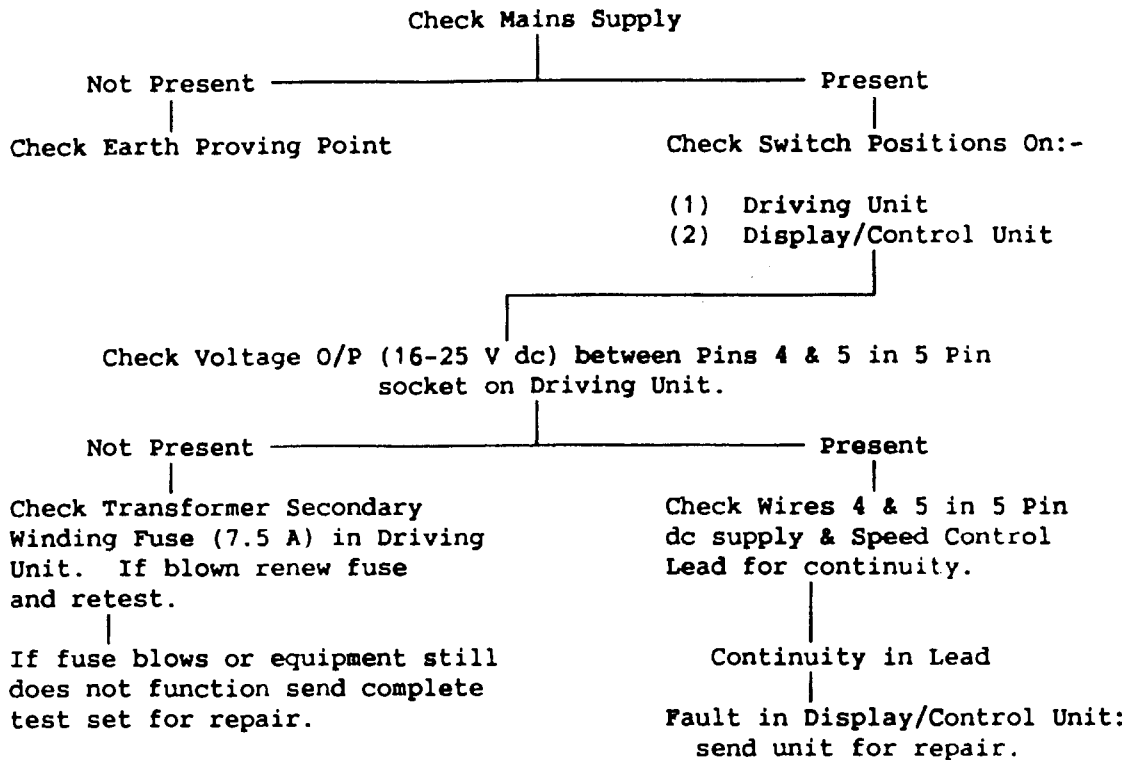 Check Mains Supply
Not Present
Present
Check Earth Proving Point
Check Switch Positions On:-
(1) Driving Unit
(2) Display/Control Unit
Check Voltage O/P (16-25 V dc) between Pins 4 & 5 in 5 Pin
socket on Driving Unit.
Not Present
Present
Check Transformer Secondary
Winding Fuse (7.5 A) in Driving
Unit. If blown renew fuse
and retest.
If fuse blows or equipment still
does not function send complete
test set for repair.
Check Wires 4 & 5 in 5 Pin
dc supply & Speed Control
Lead for continuity.
Continuity in Lead
Fault in Display/Control Unit:
send unit for repair.